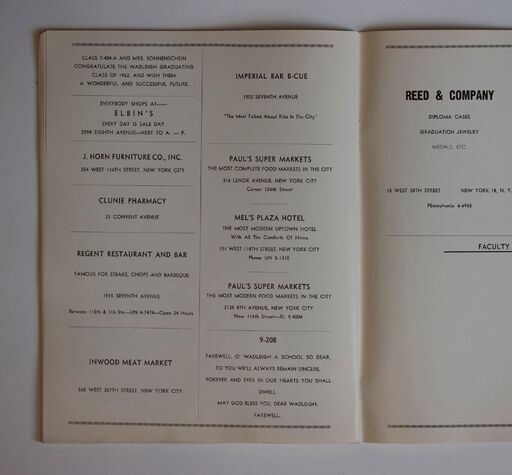 CLASS 7-404-A AND MRS. SONNENSCHEIN
CONGRATULATE THE WADLEIGH GRADUATING
CLASS OF 1962, AND WISH THEM
A WONDERFUL AND SUCCESSFUL FUTURE
EVERYBODY SHOPS AT—
ELBIN'S
EVERY DAY IS SALE DAY
2294 EIGHTH AVENUE—NEXT TO A. — P.
J. HORN FURNITURE CO., INC.
254 WEST 116TH STREET, NEW YORK CITY
CLUNIE PHARMACY
21 CONVENT AVENUE
REGENT RESTAURANT AND BAR
FAMOUS FOR STEAKS, CHOPS AND BARBEQUE
1915 SEVENTH AVENUE
Between 115th & 116 Sts.—UN 4-7474—Open 24 Hours
INWOOD MEAT MARKET
565 WEST 207TH STREET, NEW YORK CITY
IMPERIAL BAR B-CUE
1902 SEVENTH AVENUE
"The Most Talked About Ribs In The City"
PAUL'S SUPER MARKETS
THE MOST COMPLETE FOOD MARKETS IN THE CITY
316 LENOX AVENUE, NEW YORK CITY
Corner 126th Street
MEL'S PLAZA HOTEL
THE MOST MODERN UPTOWN HOTEL
With All The Comforts Of Home
151 WEST 118TH STREET, NEW YORK CITY
Phone UN 5-1210
PAUL'S SUPER MARKETS
THE MOST MODERN FOOD MARKETS IN THE CITY
2138 8TH AVENUE, NEW YORK CITY
Near 116th Street—RI. 9-4004
9-208
FAREWELL, O' WADLEIGH A SCHOOL SO DEAR,
TO YOU WE'LL ALWAYS REMAIN SINCERE.
FOREVER AND EVER IN OUR HEARTS YOU SHALL
DWELL.
MAY GOD BLESS YOU, DEAR WADLEIGH,
FAREWELL.
REED & COMPANY
DIPLOMA CASES
GRADUATION JEWELRY
MEDALS, ETC.
15 WEST 28TH STREET NEW YORK 18, N. Y.
PEnnsylvania 6-6966
FACULTY